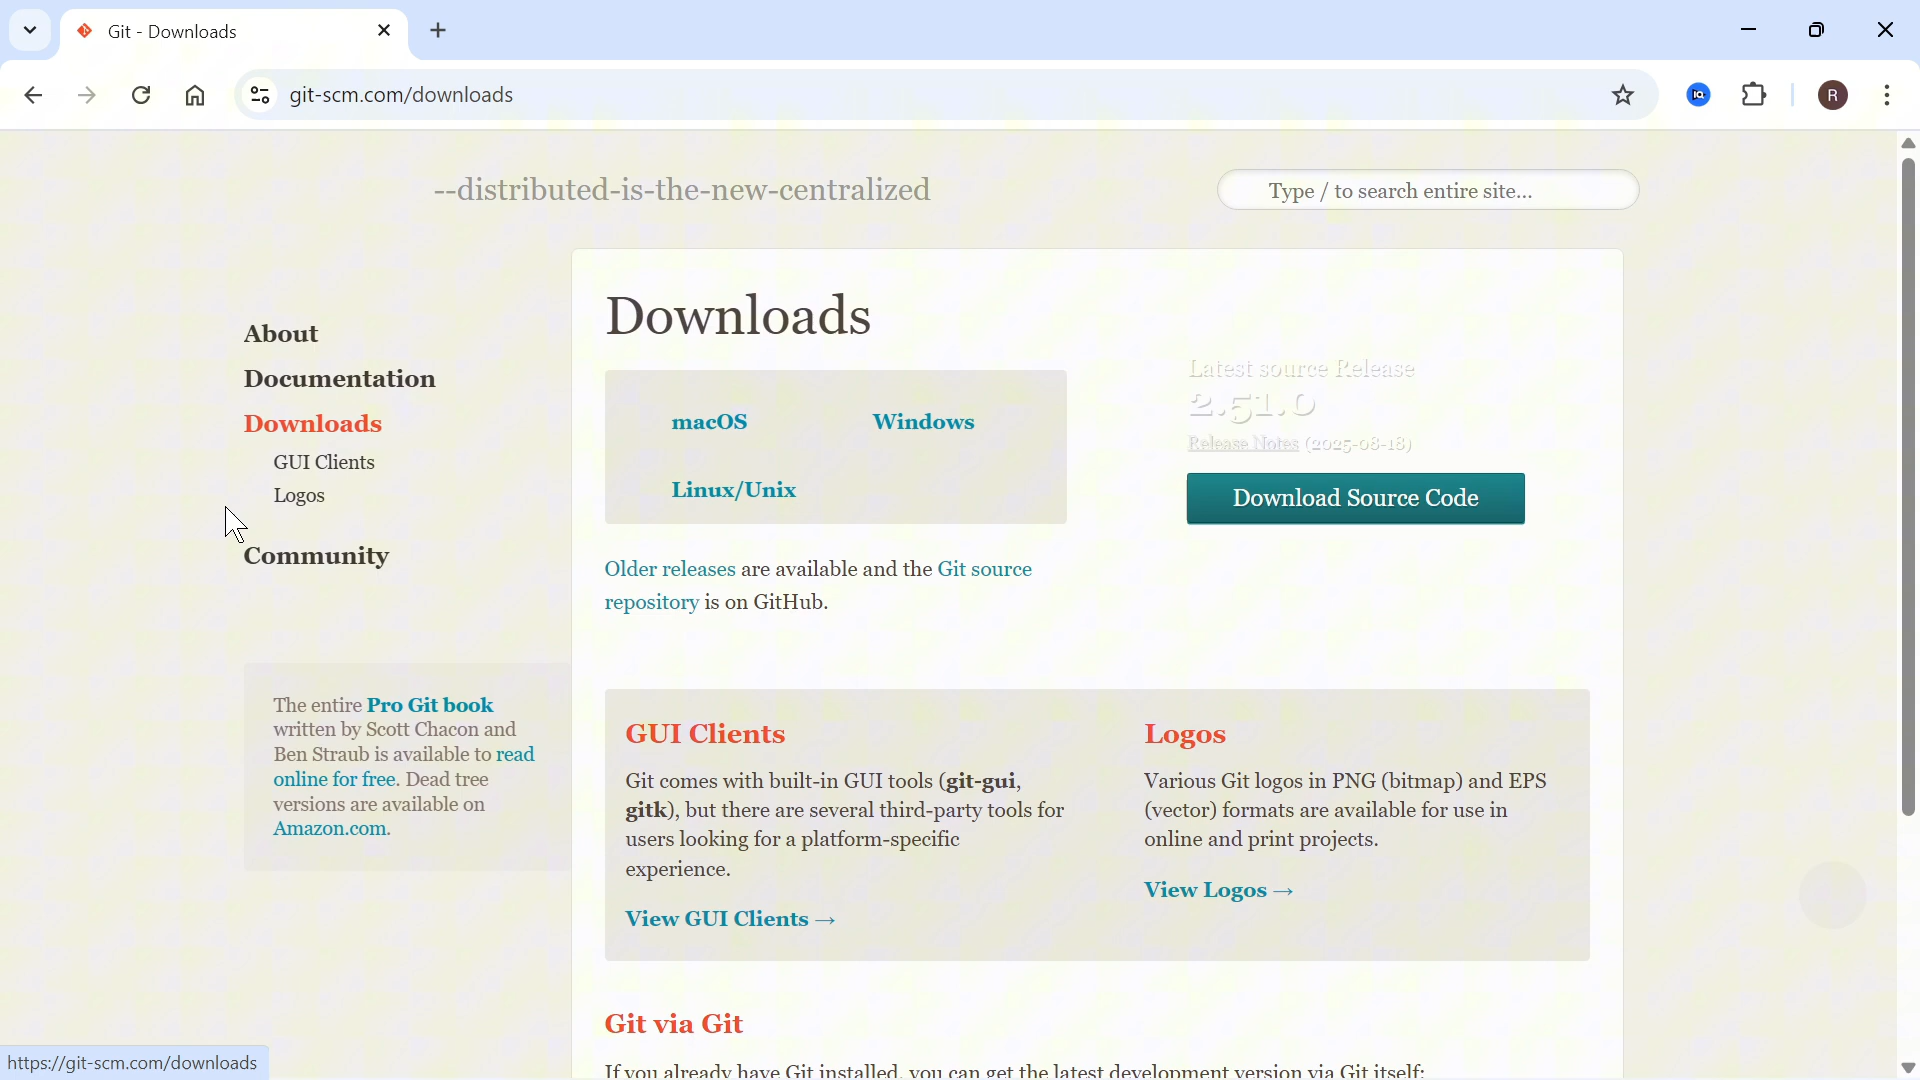 Git - Downloads
git-scm.com/downloads
R
--distributed-is-the-new-centralized
Type / to search entire site...
About
Documentation
Downloads
GUI Clients
Logos
Community
The entire Pro Git book
written by Scott Chacon and
Ben Straub is available to read
online for free. Dead tree
versions are available on
Amazon.com.
Downloads
macOS
Windows
Linux/Unix
Latest source Release
2.51.0
Release Notes (2025-08-18)
Download Source Code
Older releases are available and the Git source
repository is on GitHub.
GUI Clients
Git comes with built-in GUI tools (git-gui,
gitk), but there are several third-party tools for
users looking for a platform-specific
experience.
View GUI Clients →
Logos
Various Git logos in PNG (bitmap) and EPS
(vector) formats are available for use in
online and print projects.
View Logos →
Git via Git
If you already have Git installed, you can get the latest development version via Git itself:
https://git-scm.com/downloads